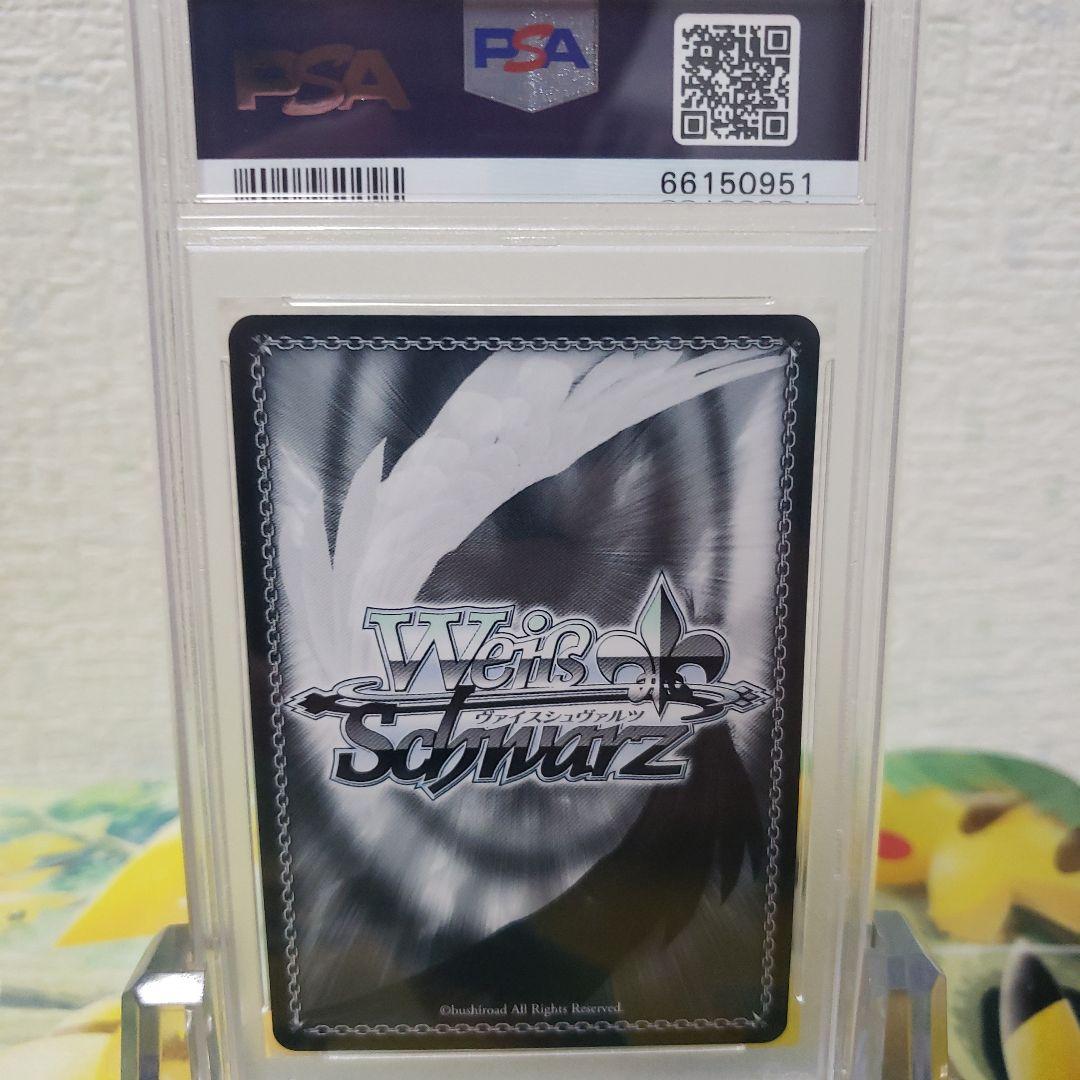 PSA
PSA
66150951
Weiß
ヴァイスシュヴァルツ
Schwarz
©bushiroad All Rights Reserved.